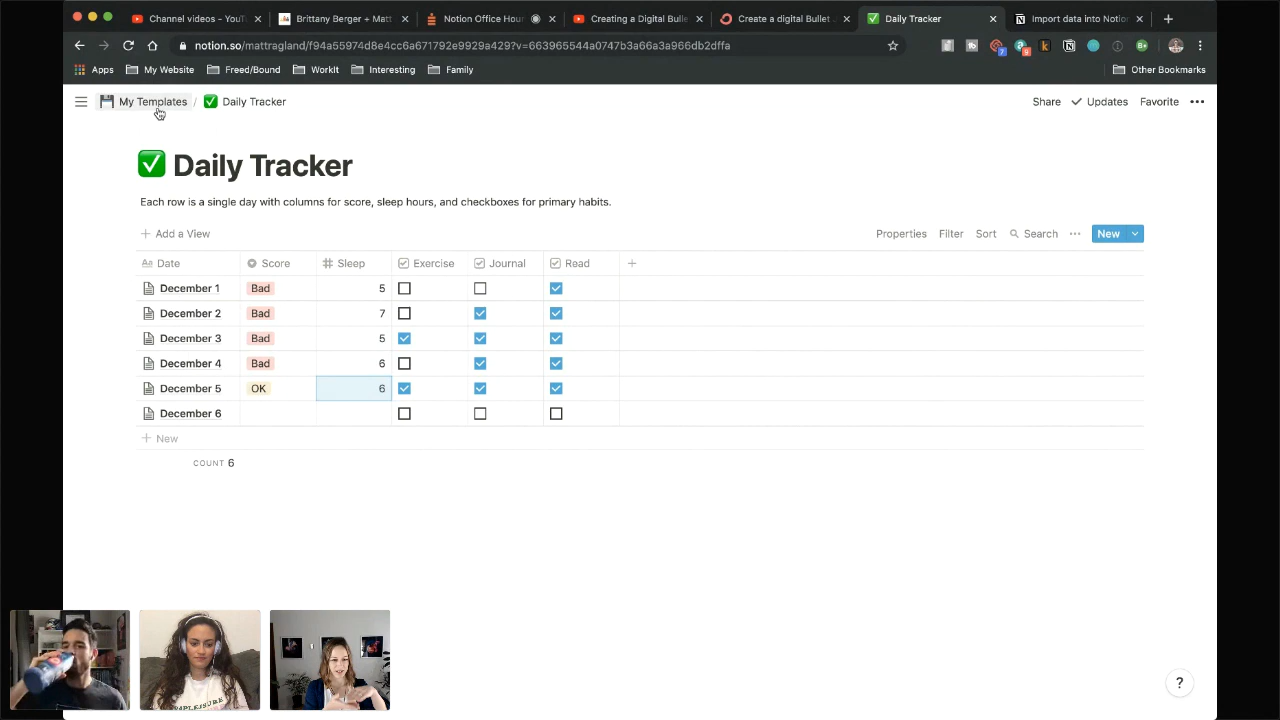 Channel videos - YouT
Brittany Berger + Matt
Notion Office Hour
Creating a Digital Bulle
Create a digital Bullet J
Daily Tracker
Import data into Notion
notion.so/mattragland/f94a55974d8e4cc6a671792e9929a429?v=663965544a0747b3a66a3a966db2dffa
Apps My Website Freed/Bound WorkIt Interesting Family Other Bookmarks
My Templates / Daily Tracker Share Updates Favorite
Daily Tracker
Each row is a single day with columns for score, sleep hours, and checkboxes for primary habits.
+ Add a View Properties Filter Sort Search New
Aa Date Score # Sleep Exercise Journal Read +
December 1 Bad 5
December 2 Bad 7
December 3 Bad 5
December 4 Bad 6
December 5 OK 6
December 6
+ New
COUNT 6
?